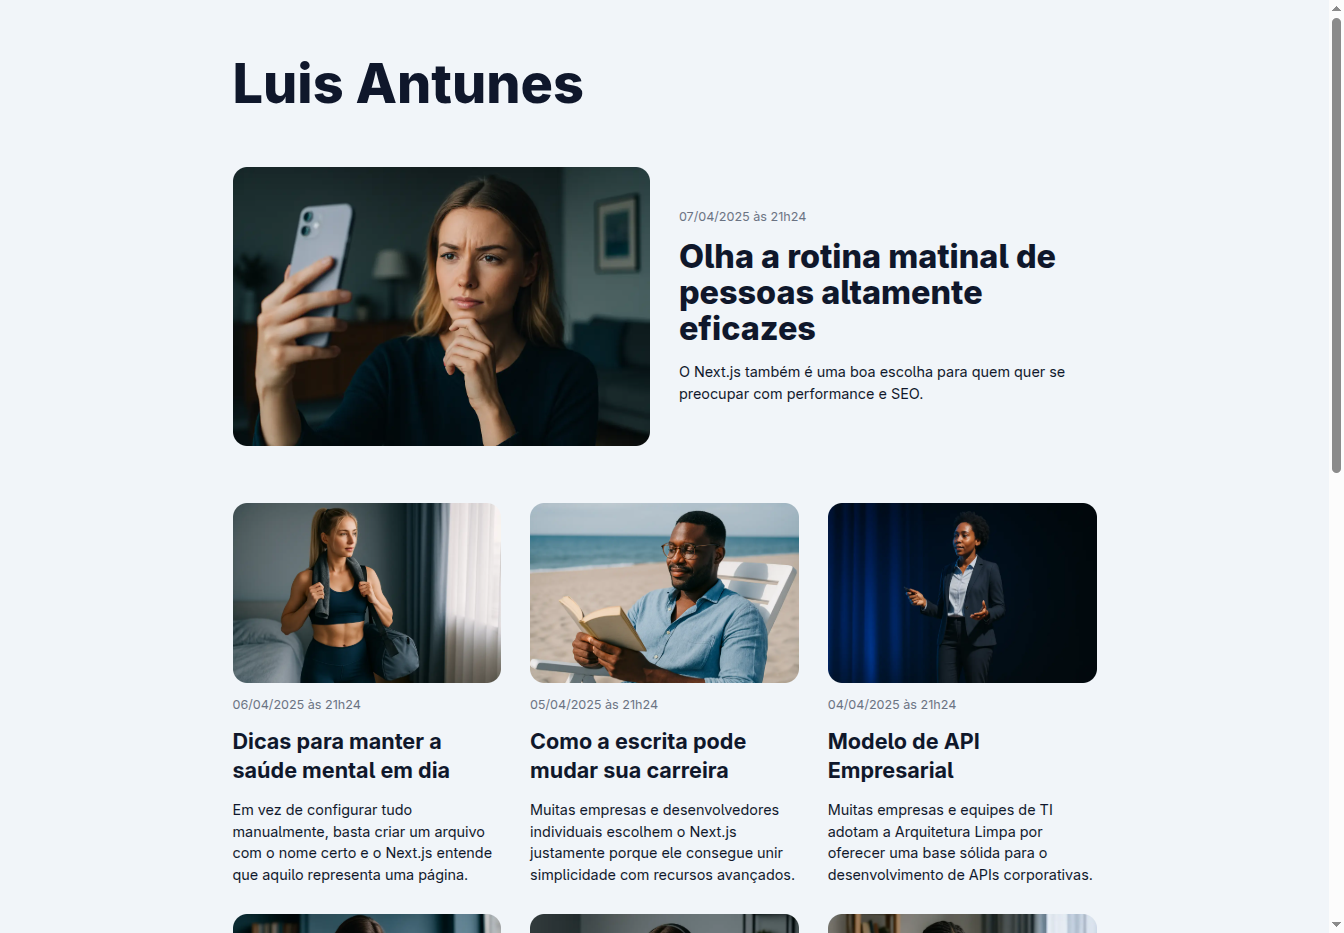 Luis Antunes
07/04/2025 às 21h24
Olha a rotina matinal de
pessoas altamente
eficazes
O Next.js também é uma boa escolha para quem quer se
preocupar com performance e SEO.
06/04/2025 às 21h24
Dicas para manter a
saúde mental em dia
Em vez de configurar tudo
manualmente, basta criar um arquivo
com o nome certo e o Next.js entende
que aquilo representa uma página.
05/04/2025 às 21h24
Como a escrita pode
mudar sua carreira
Muitas empresas e desenvolvedores
individuais escolhem o Next.js
justamente porque ele consegue unir
simplicidade com recursos avançados.
04/04/2025 às 21h24
Modelo de API
Empresarial
Muitas empresas e equipes de TI
adotam a Arquitetura Limpa por
oferecer uma base sólida para o
desenvolvimento de APIs corporativas.